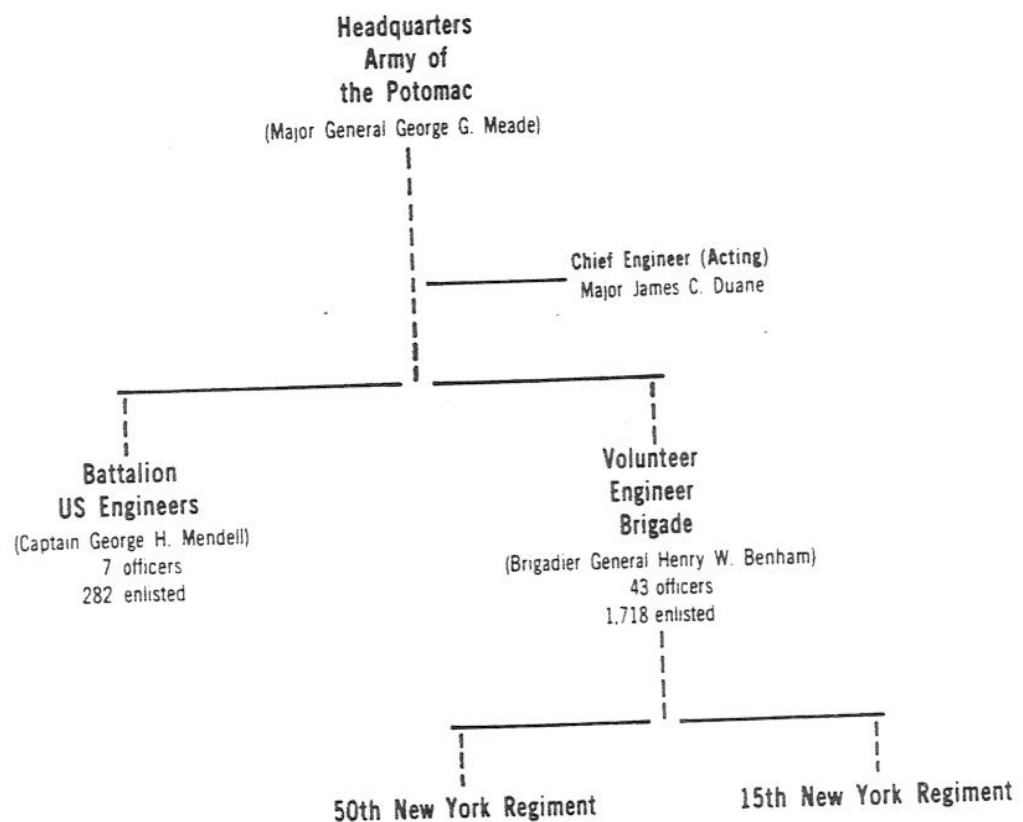 Headquarters
Army of
the Potomac
(Major General George G. Meade)
Chief Engineer (Acting)
Major James C. Duane
Battalion
US Engineers
(Captain George H. Mendell)
7 officers
282 enlisted
Volunteer
Engineer
Brigade
(Brigadier General Henry W. Benham)
43 officers
1,718 enlisted
50th New York Regiment
15th New York Regiment